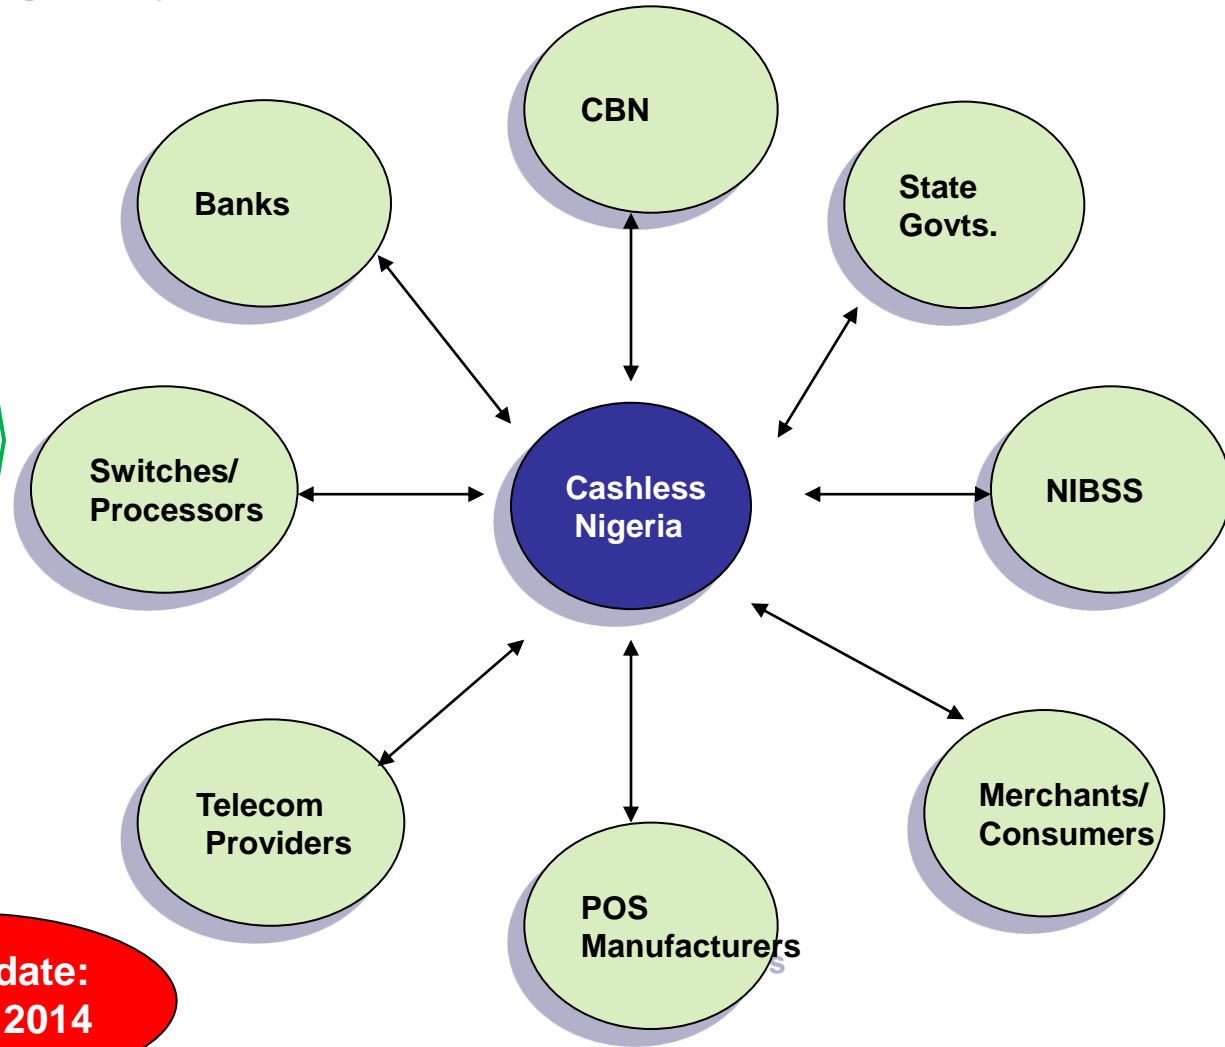 CBN
Banks
State
Govts.
Switches/
Processors
Cashless
Nigeria
NIBSS
Telecom
Providers
Merchants/
Consumers
POS
Manufacturers
date:
2014